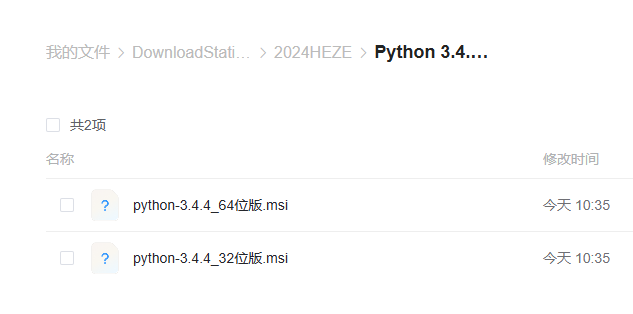 我的文件 > DownloadStati... > 2024HEZE > Python 3.4....
共2项
名称 修改时间
? python-3.4.4_64位版.msi 今天 10:35
? python-3.4.4_32位版.msi 今天 10:35